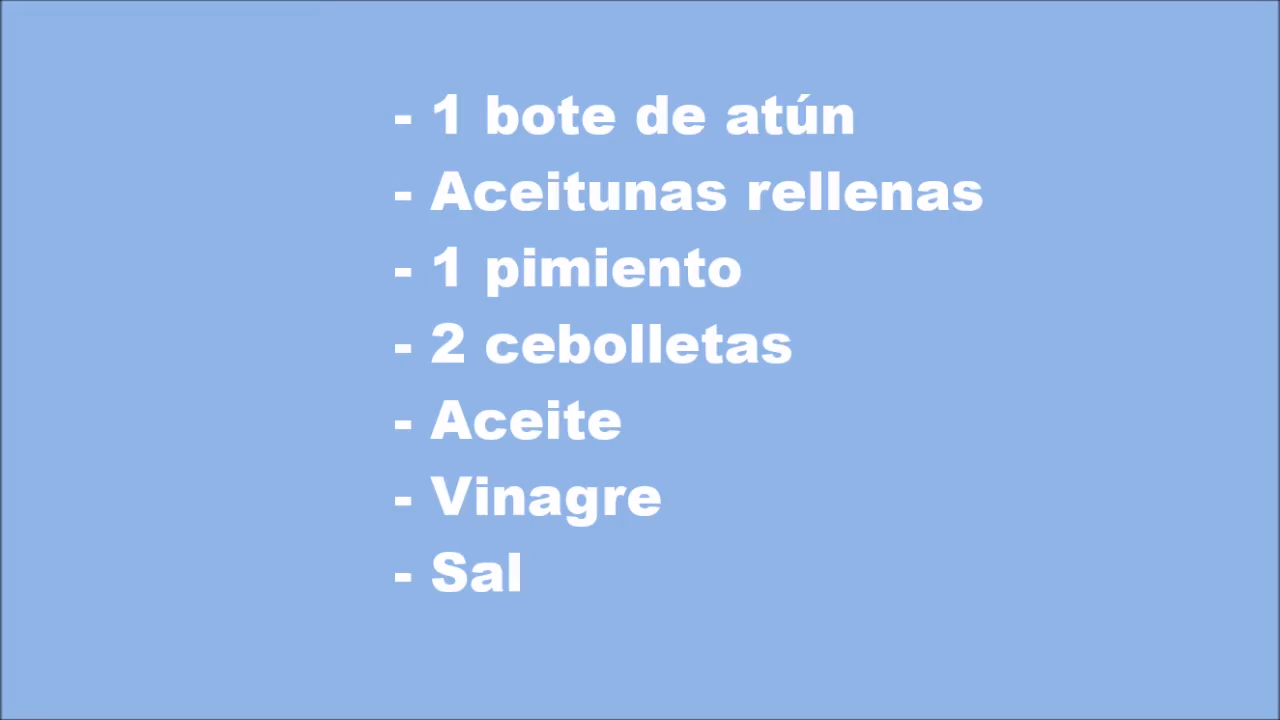 - 1 bote de atún
- Aceitunas rellenas
- 1 pimiento
- 2 cebolletas
- Aceite
- Vinagre
- Sal